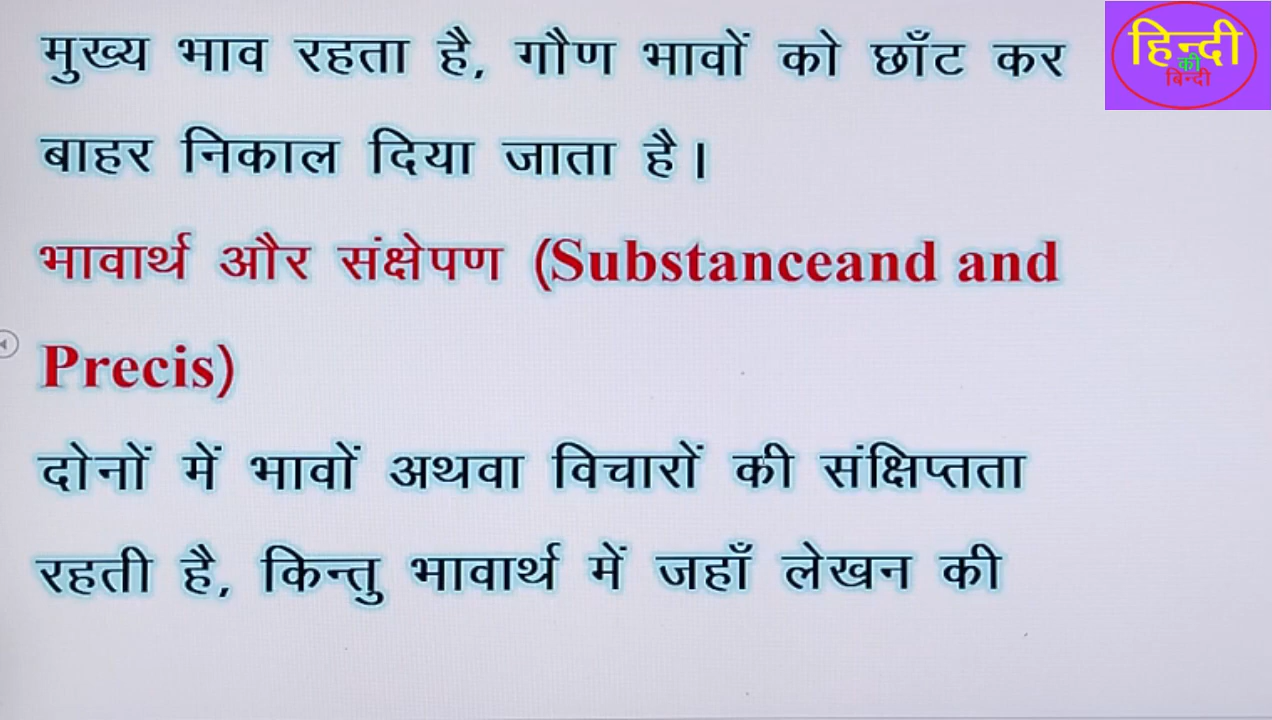 मुख्य भाव रहता है, गौण भावों को छाँट कर
बाहर निकाल दिया जाता है।
भावार्थ और संक्षेपण (Substanceand and
Precis)
दोनों में भावों अथवा विचारों की संक्षिप्तता
रहती है, किन्तु भावार्थ में जहाँ लेखन की
हिन्दी
की
बिन्दी